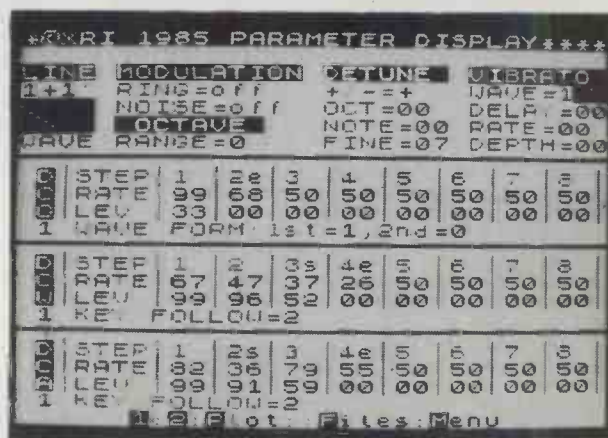 RI 1985 PARAMETER DISPLAY****
LINE MODULATION DETUNE VIBRATO
1+1' RING=off + -=+ WAVE=1
NOISE=off OCT=00 DELAY=00
OCTAVE NOTE=00 RATE=00
WAVE RANGE=0 FINE=07 DEPTH=00
D STEP 1 2e 3 4 5 6 7 8
C RATE 99 68 50 50 50 50 50 50
O LEV 33 00 00 00 00 00 00 00
1 WAVE FORM 1st=1,2nd=0
D STEP 1 2 3s 4e 5 6 7 8
C RATE 67 47 37 26 50 50 50 50
W LEV 99 96 52 00 00 00 00 00
1 KEY FOLLOW=2
D STEP 1 2s 3 4e 5 6 7 8
C RATE 82 36 79 55 50 50 50 50
A LEV 99 91 59 00 00 00 00 00
1 KEY FOLLOW=2
1 2 Plot Files Menu